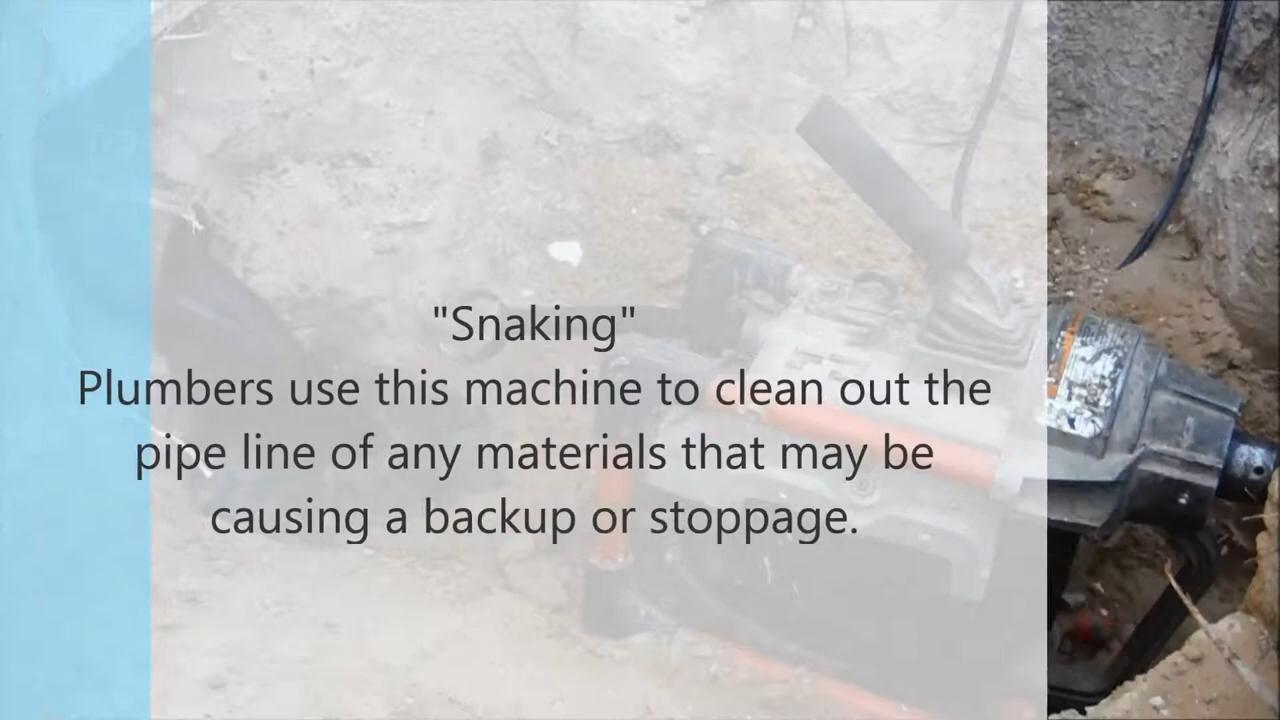 "Snaking"
Plumbers use this machine to clean out the
pipe line of any materials that may be
causing a backup or stoppage.